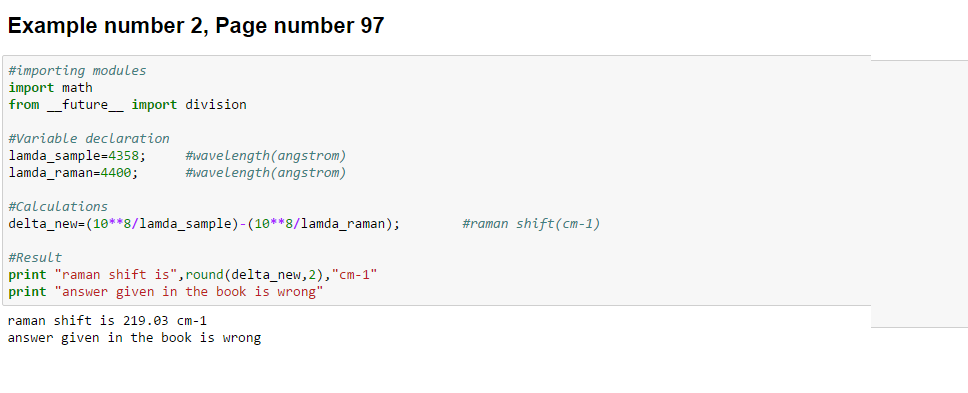 Example number 2, Page number 97
#importing modules
import math
from __future__ import division
#Variable declaration
lamda_sample=4358;     #wavelength(angstrom)
lamda_raman=4400;      #wavelength(angstrom)
#Calculations
delta_new=(10**8/lamda_sample)-(10**8/lamda_raman);        #raman shift(cm-1)
#Result
print "raman shift is",round(delta_new,2),"cm-1"
print "answer given in the book is wrong"
raman shift is 219.03 cm-1
answer given in the book is wrong